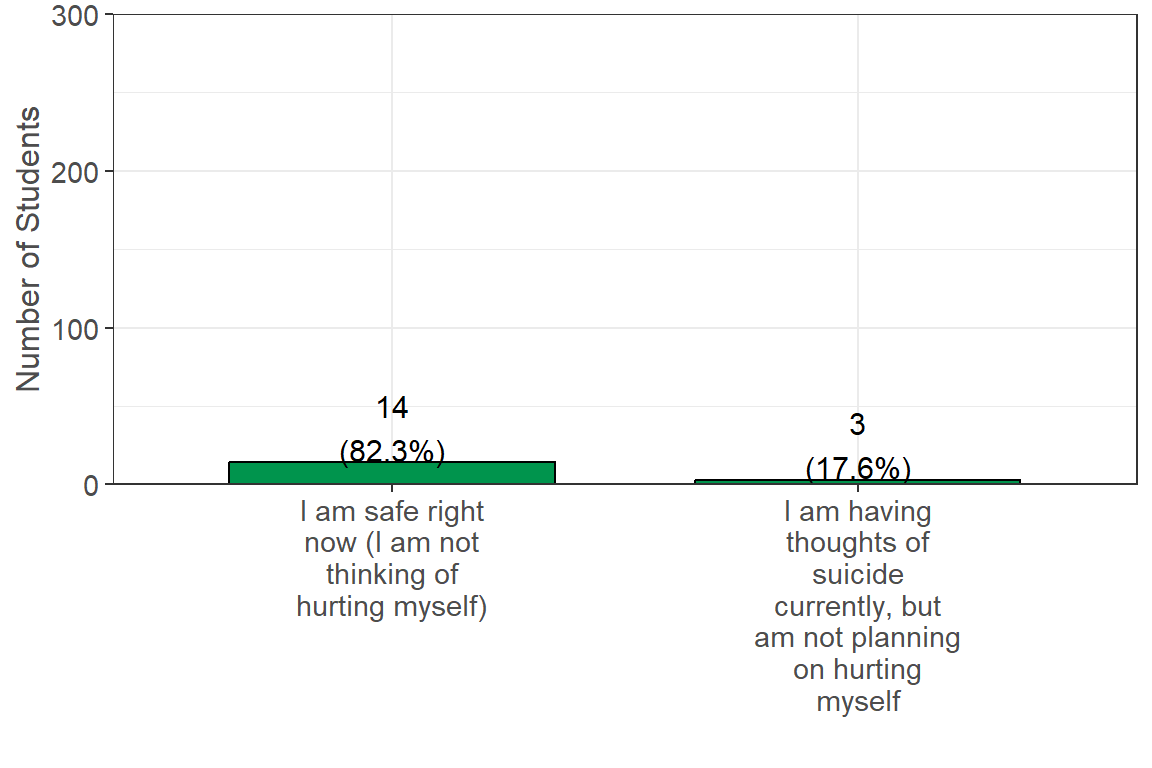 300
200
100
0
Number of Students
14
(82.3%)
3
(17.6%)
I am safe right
now (I am not
thinking of
hurting myself)
I am having
thoughts of
suicide
currently, but
am not planning
on hurting
myself